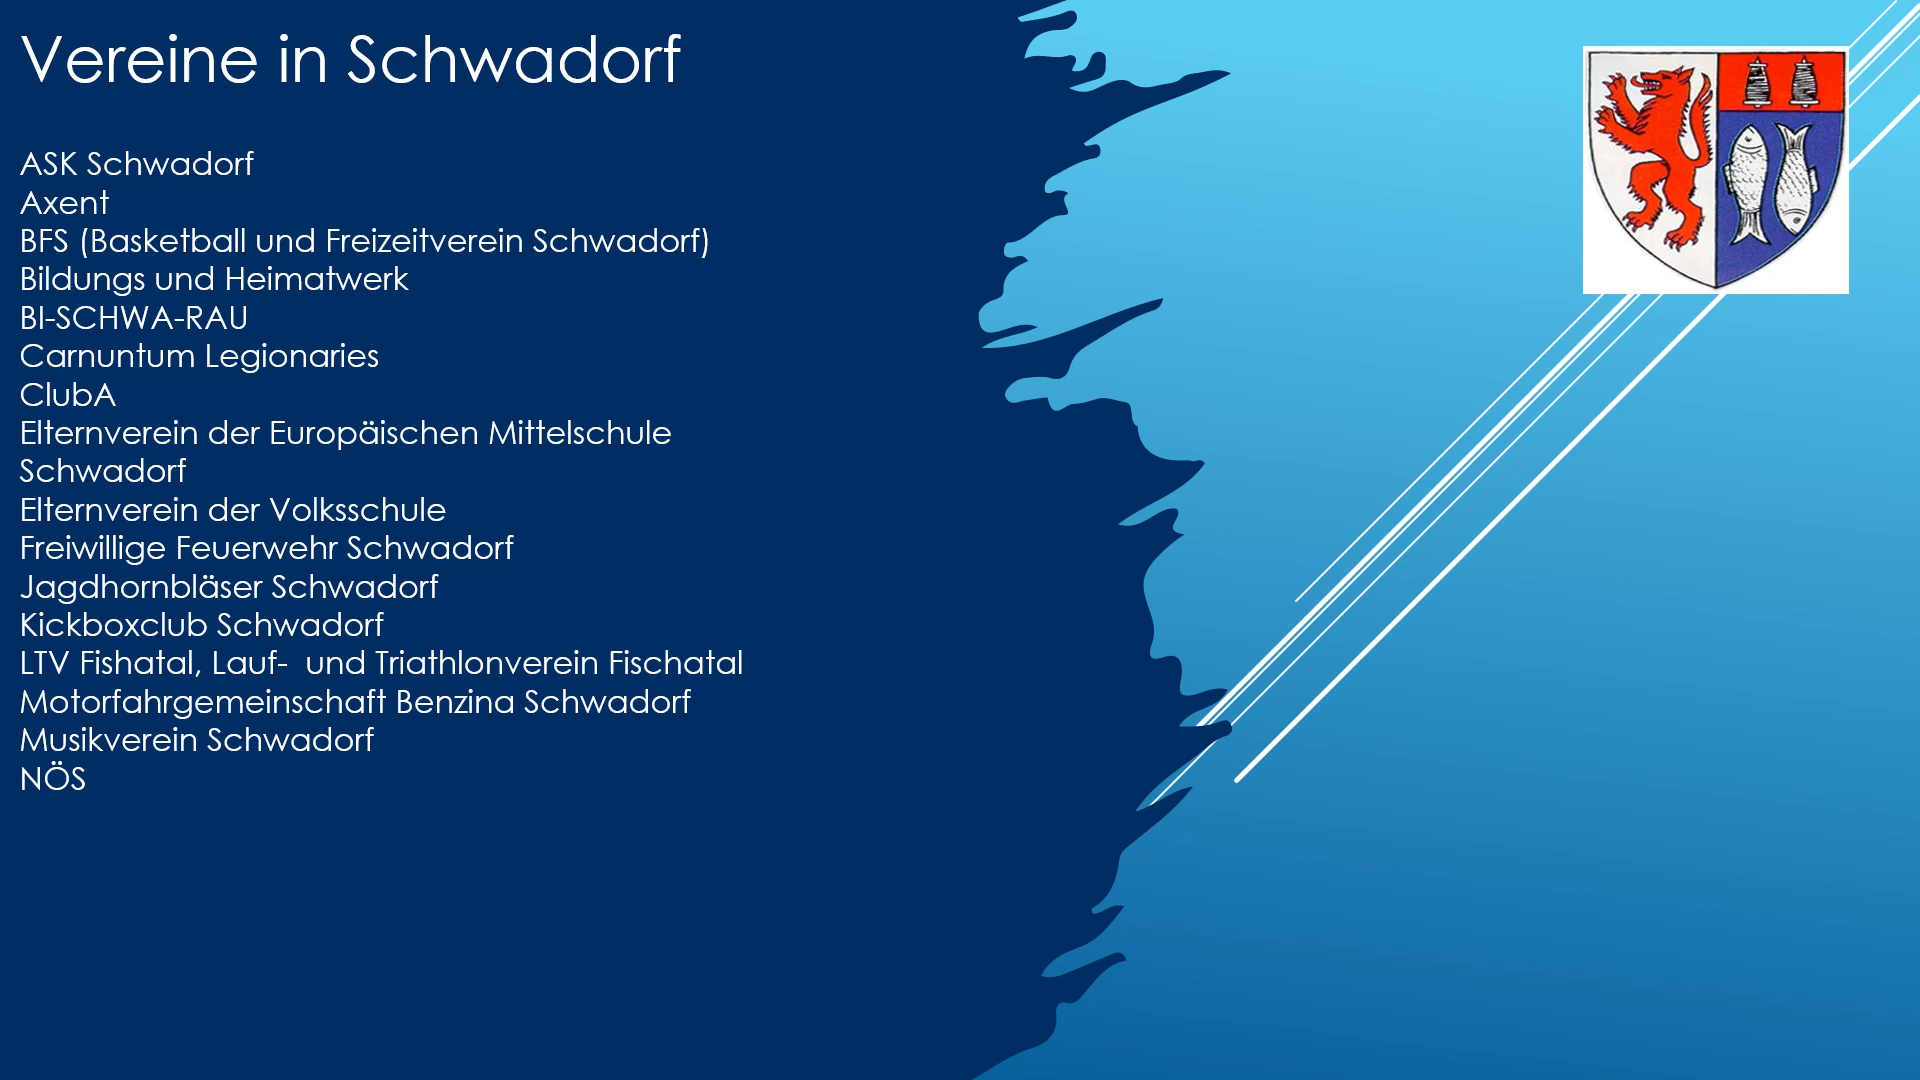 Vereine in Schwadorf
ASK Schwadorf
Axent
BFS (Basketball und Freizeitverein Schwadorf)
Bildungs und Heimatwerk
BI-SCHWA-RAU
Carnuntum Legionaries
ClubA
Elternverein der Europäischen Mittelschule
Schwadorf
Elternverein der Volksschule
Freiwillige Feuerwehr Schwadorf
Jagdhornbläser Schwadorf
Kickboxclub Schwadorf
LTV Fishatal, Lauf-  und Triathlonverein Fischatal
Motorfahrgemeinschaft Benzina Schwadorf
Musikverein Schwadorf
NÖS